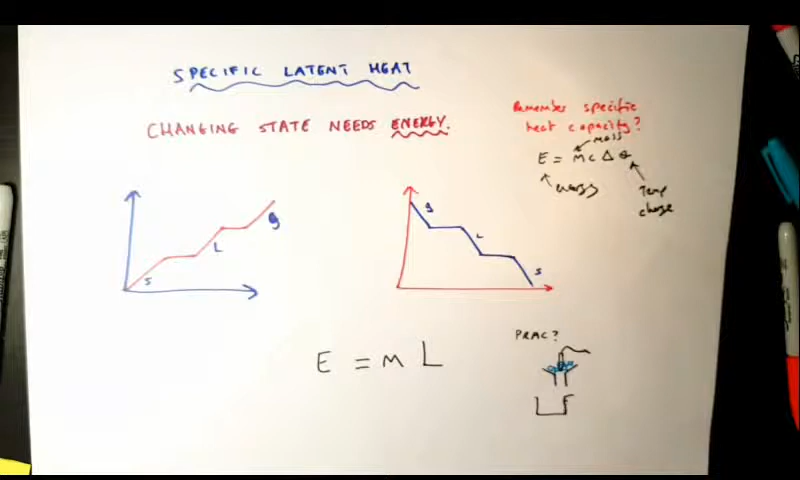 SPECIFIC LATENT HEAT
CHANGING STATE NEEDS ENERGY.
Remember specific
heat capacity?
mass
E = mcΔθ
energy
Temp
change
g
L
s
g
L
s
E = mL
PRAC?